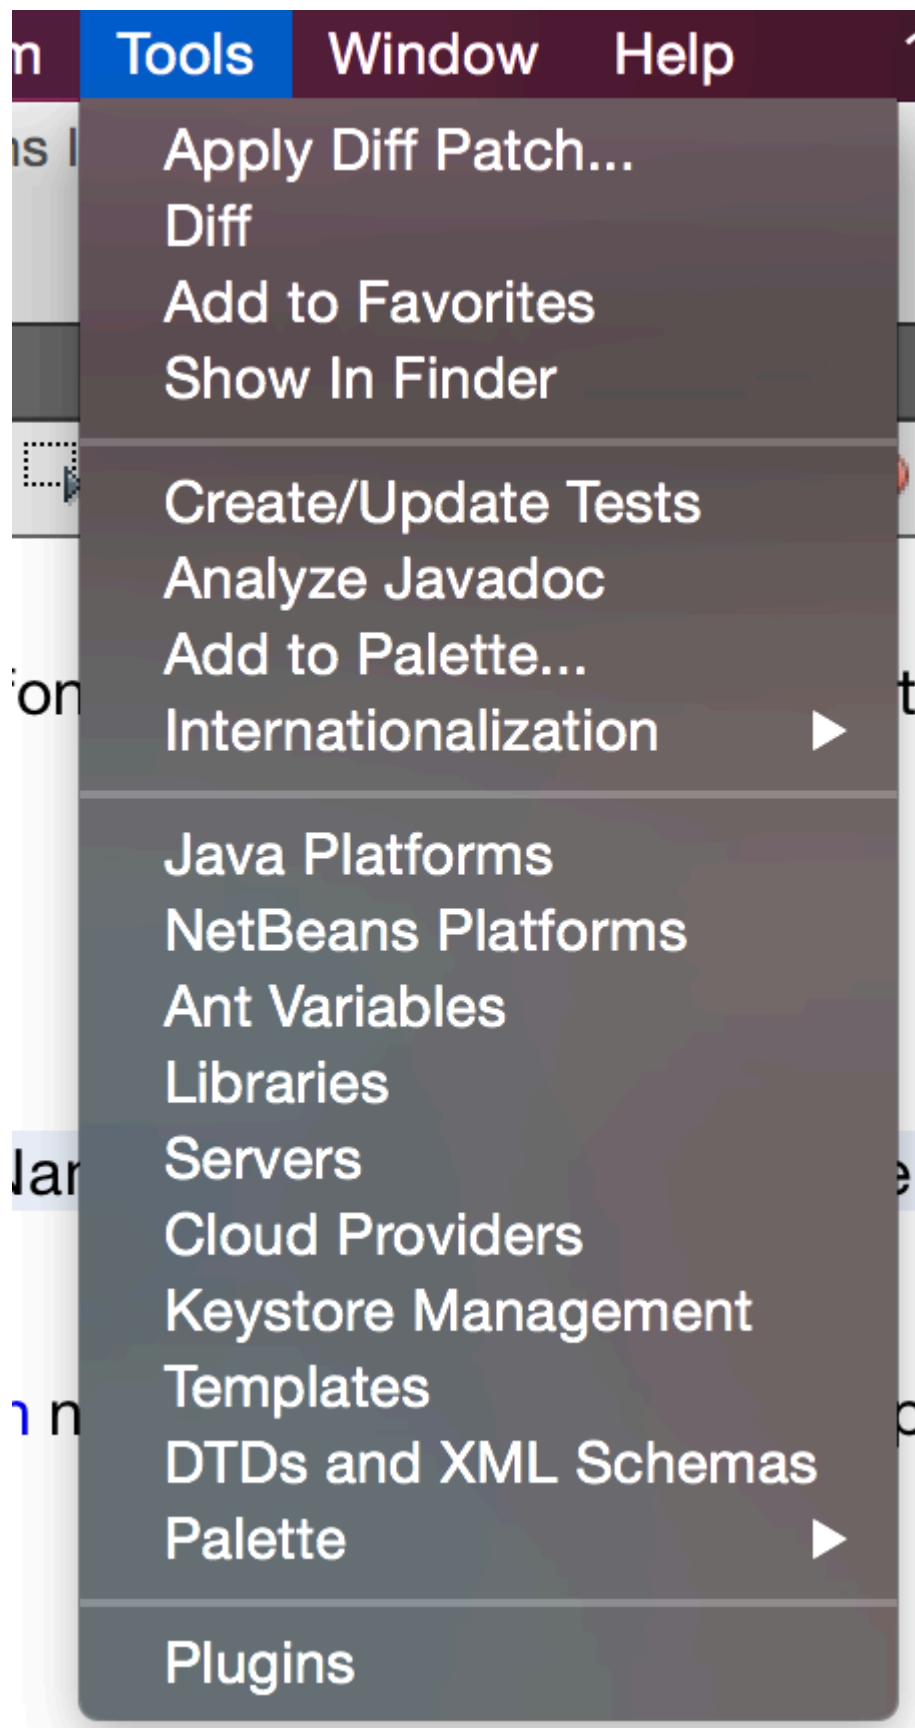 m Tools Window Help
ns I
Apply Diff Patch...
Diff
Add to Favorites
Show In Finder
Create/Update Tests
Analyze Javadoc
Add to Palette...
Internationalization
Java Platforms
NetBeans Platforms
Ant Variables
Libraries
Servers
Cloud Providers
Keystore Management
Templates
DTDs and XML Schemas
Palette
Plugins